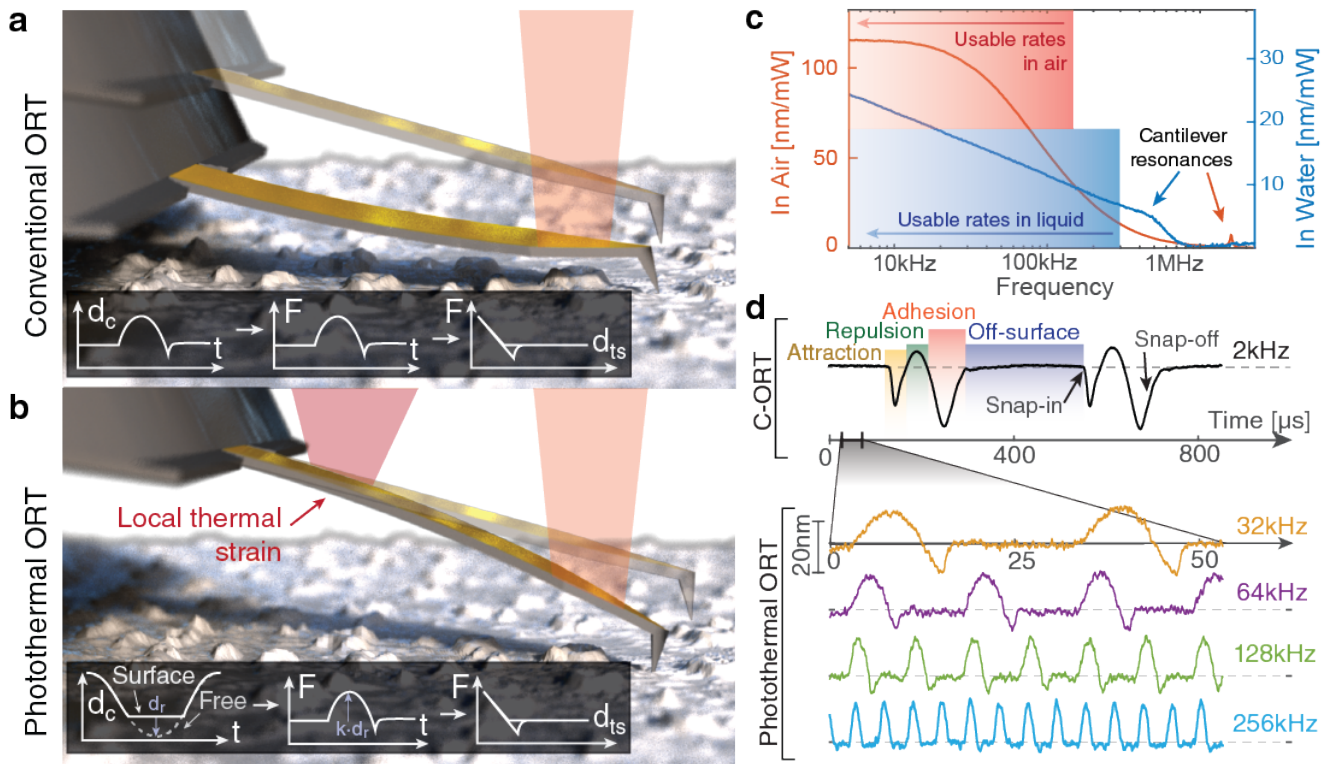 a
Conventional ORT
d_c
t
F
t
F
d_ts
b
Photothermal ORT
Local thermal
strain
Surface
d_c
d_r
Free
t
F
k·d_r
t
F
d_ts
c
In Air [nm/mW]
100
50
0
Usable rates
in air
Usable rates in liquid
Cantilever
resonances
30
20
10
In Water [nm/mW]
10kHz
100kHz
1MHz
Frequency
d
C-ORT
Adhesion
Repulsion
Off-surface
Attraction
Snap-off
2kHz
Snap-in
Time [µs]
0
400
800
Photothermal ORT
20nm
32kHz
0
25
50
64kHz
128kHz
256kHz